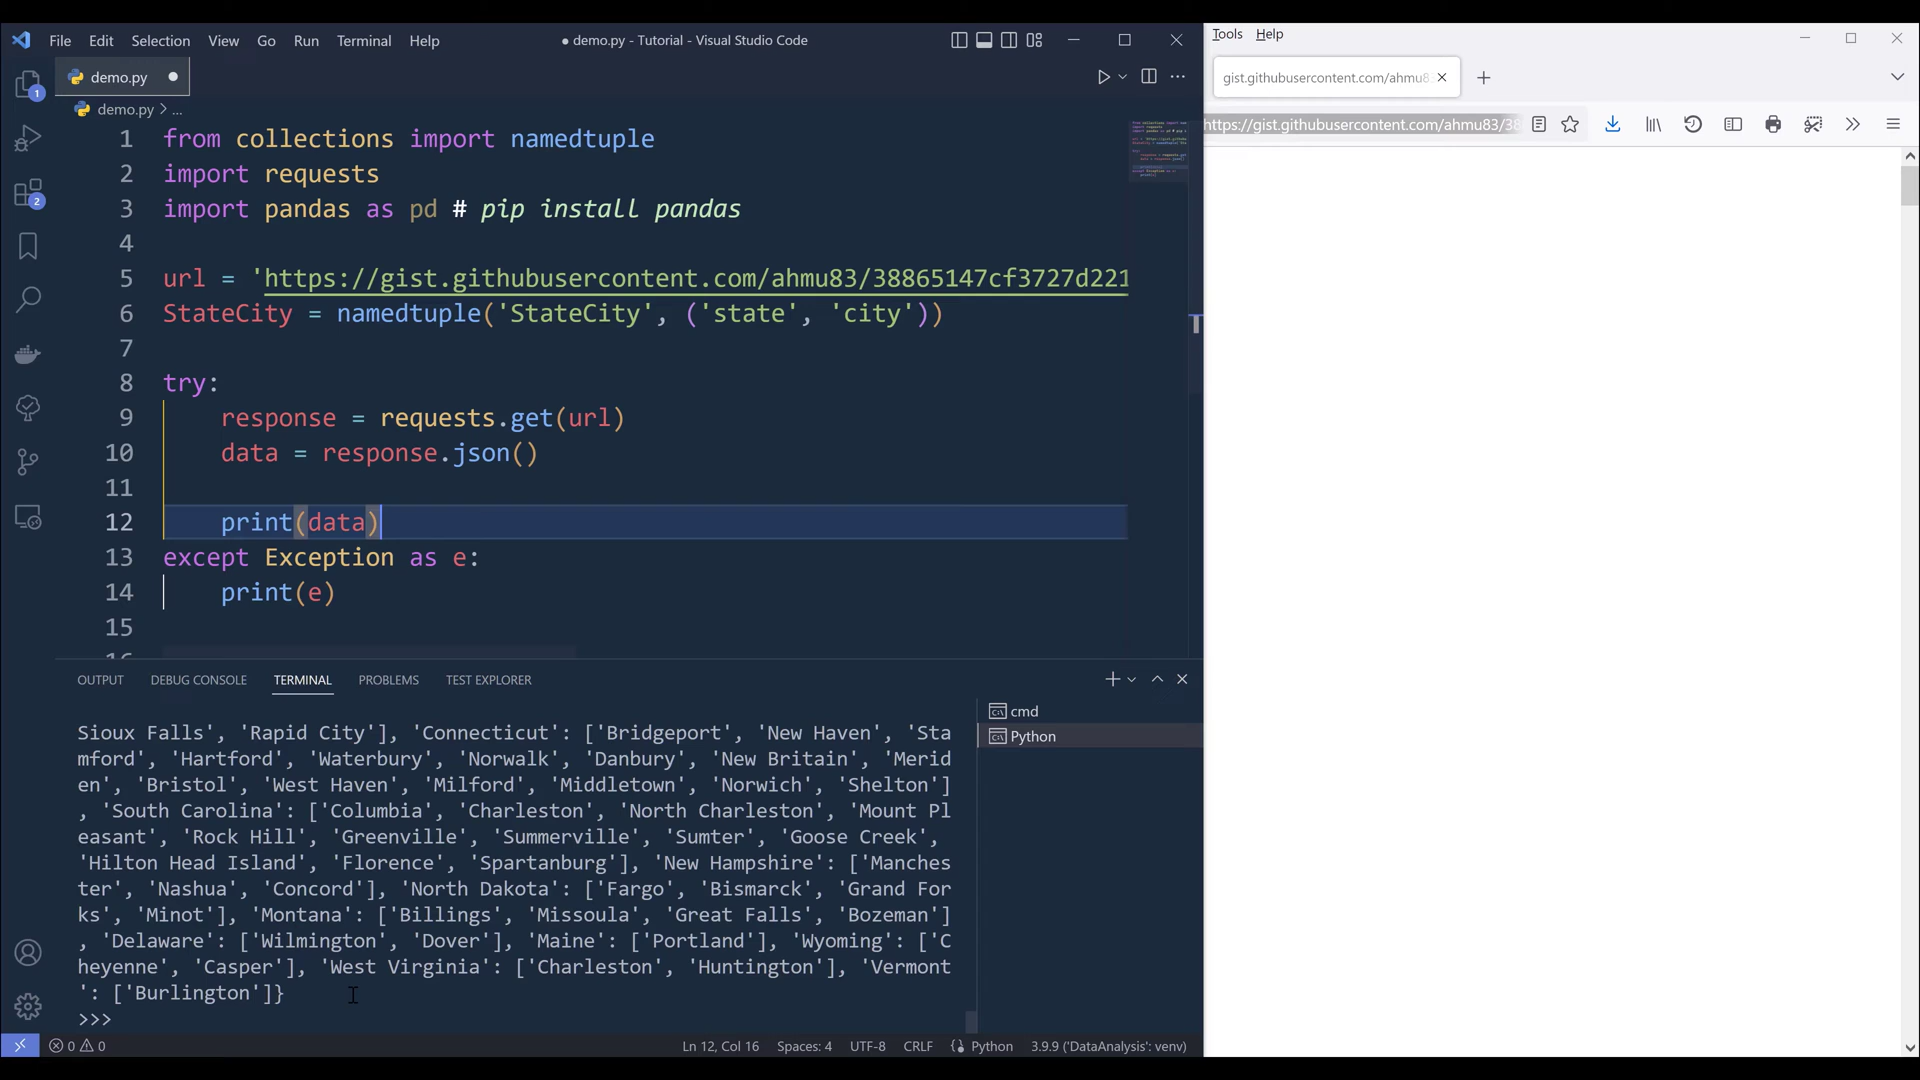 File Edit Selection View Go Run Terminal Help
demo.py - Tutorial - Visual Studio Code
demo.py
demo.py > ...
1 from collections import namedtuple
2 import requests
3 import pandas as pd # pip install pandas
4
5 url = 'https://gist.githubusercontent.com/ahmu83/38865147cf3727d221
6 StateCity = namedtuple('StateCity', ('state', 'city'))
7
8 try:
9 response = requests.get(url)
10 data = response.json()
11
12 print(data)
13 except Exception as e:
14 print(e)
15
16
OUTPUT DEBUG CONSOLE TERMINAL PROBLEMS TEST EXPLORER
Sioux Falls', 'Rapid City'], 'Connecticut': ['Bridgeport', 'New Haven', 'Sta
mford', 'Hartford', 'Waterbury', 'Norwalk', 'Danbury', 'New Britain', 'Merid
en', 'Bristol', 'West Haven', 'Milford', 'Middletown', 'Norwich', 'Shelton']
, 'South Carolina': ['Columbia', 'Charleston', 'North Charleston', 'Mount Pl
easant', 'Rock Hill', 'Greenville', 'Summerville', 'Sumter', 'Goose Creek',
'Hilton Head Island', 'Florence', 'Spartanburg'], 'New Hampshire': ['Manches
ter', 'Nashua', 'Concord'], 'North Dakota': ['Fargo', 'Bismarck', 'Grand For
ks', 'Minot'], 'Montana': ['Billings', 'Missoula', 'Great Falls', 'Bozeman']
, 'Delaware': ['Wilmington', 'Dover'], 'Maine': ['Portland'], 'Wyoming': ['C
heyenne', 'Casper'], 'West Virginia': ['Charleston', 'Huntington'], 'Vermont
': ['Burlington']}
>>>
cmd
Python
1
2
0 0
Ln 12, Col 16 Spaces: 4 UTF-8 CRLF Python 3.9.9 ('DataAnalysis': venv)
Tools Help
gist.githubusercontent.com/ahmu8
https://gist.githubusercontent.com/ahmu83/38